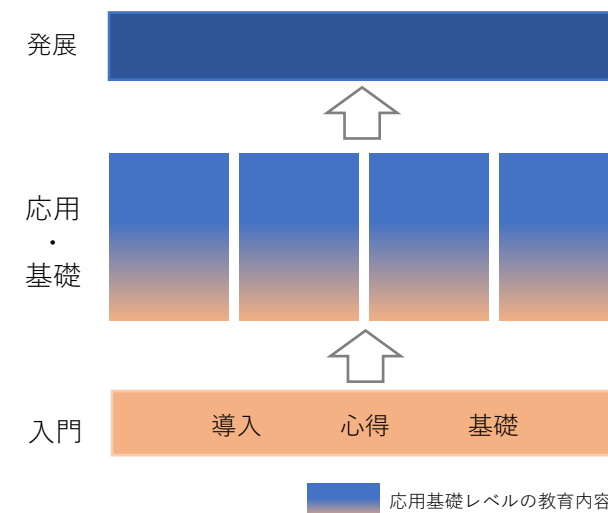 発展
応用
・
基礎
入門
導入 心得 基礎
応用基礎レベルの教育内容